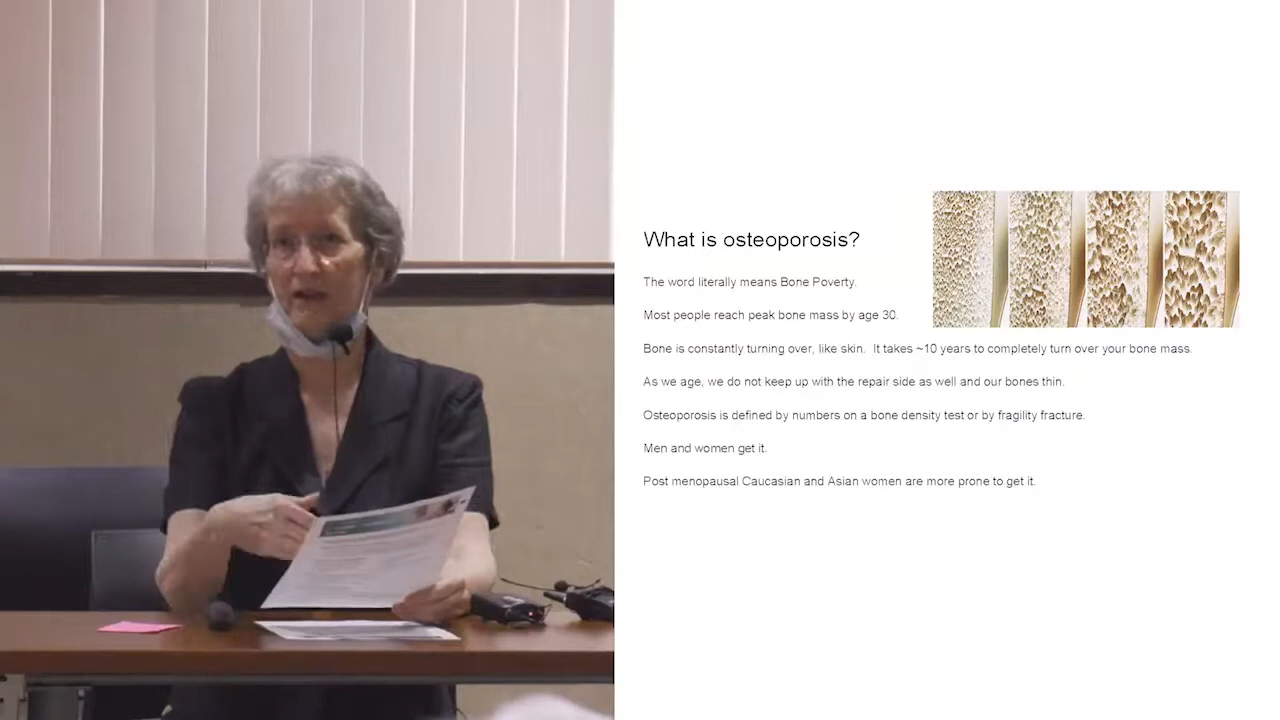 What is osteoporosis?
The word literally means Bone Poverty.
Most people reach peak bone mass by age 30.
Bone is constantly turning over, like skin.  It takes ~10 years to completely turn over your bone mass.
As we age, we do not keep up with the repair side as well and our bones thin.
Osteoporosis is defined by numbers on a bone density test or by fragility fracture.
Men and women get it.
Post menopausal Caucasian and Asian women are more prone to get it.